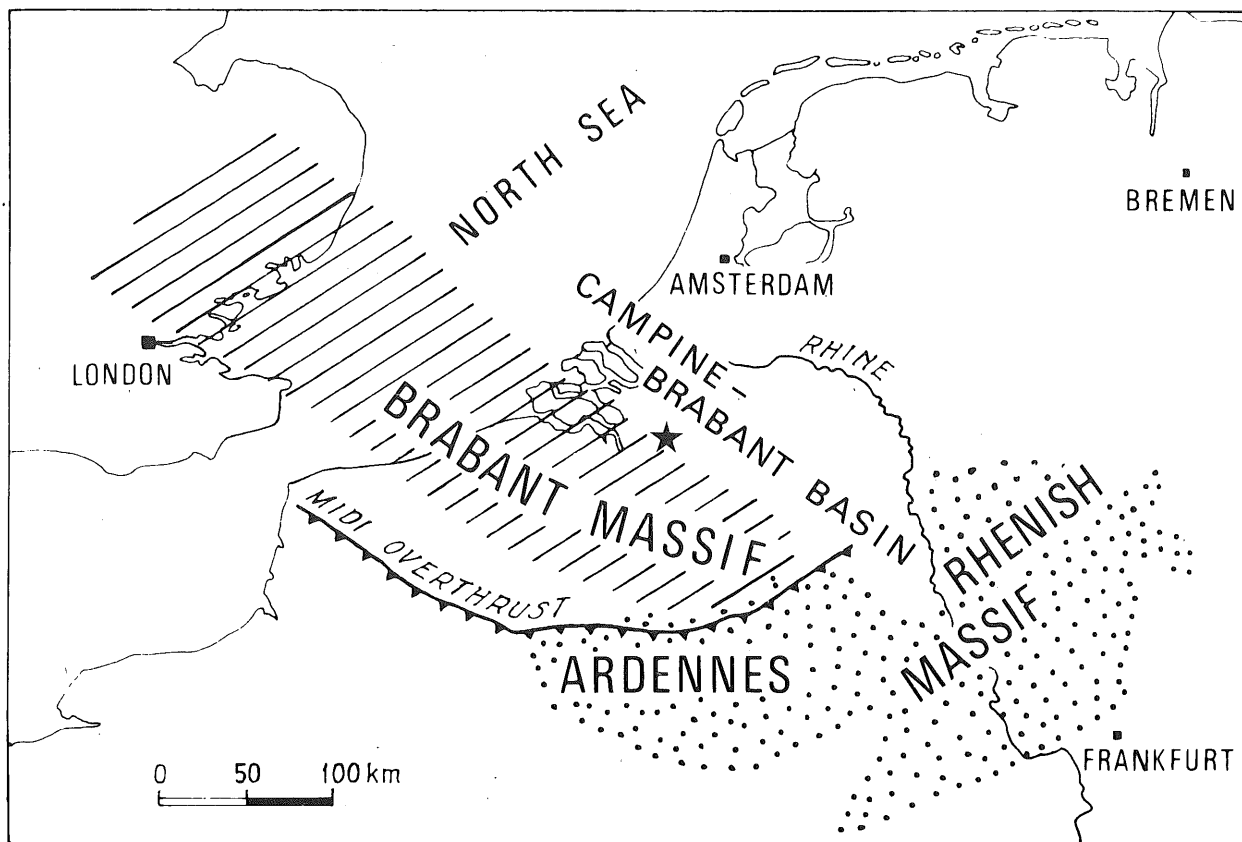 NORTH SEA
BREMEN
AMSTERDAM
LONDON
CAMPINE-
BRABANT BASIN
RHINE
BRABANT MASSIF
MIDI OVERTHRUST
RHENISH
MASSIF
ARDENNES
FRANKFURT
0 50 100 km